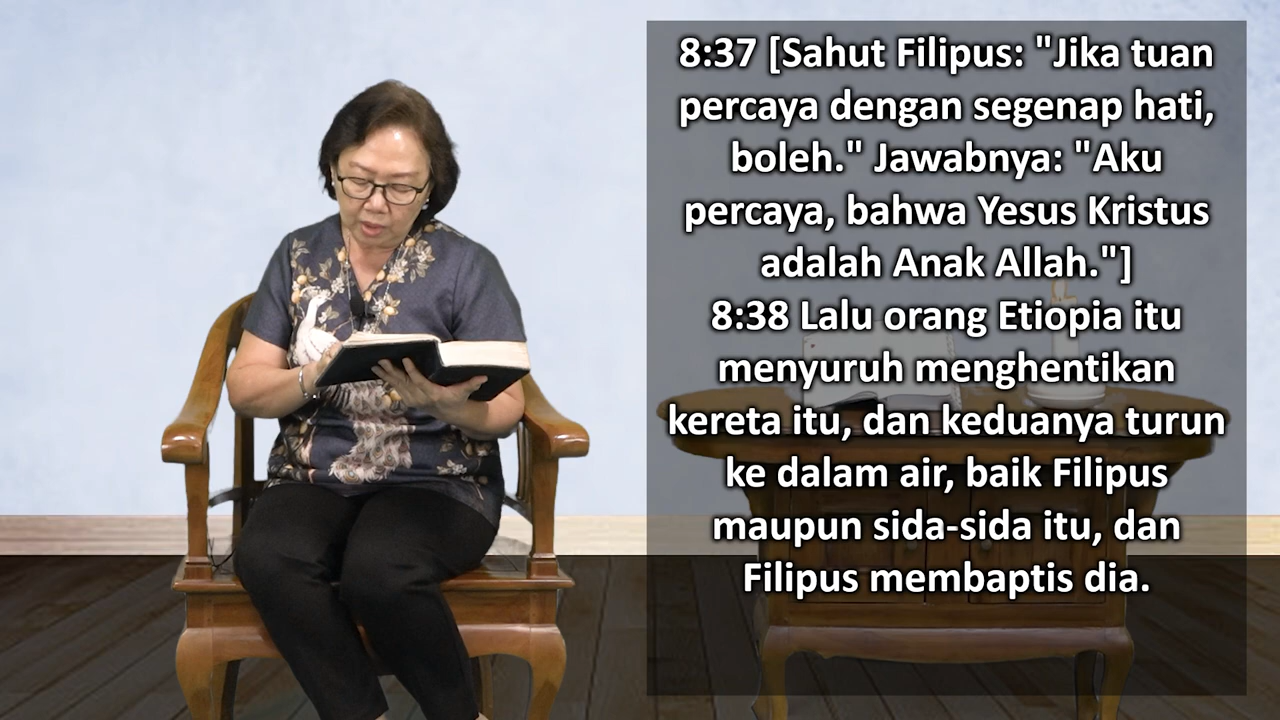 8:37 [Sahut Filipus: "Jika tuan
percaya dengan segenap hati,
boleh." Jawabnya: "Aku
percaya, bahwa Yesus Kristus
adalah Anak Allah."]
8:38 Lalu orang Etiopia itu
menyuruh menghentikan
kereta itu, dan keduanya turun
ke dalam air, baik Filipus
maupun sida-sida itu, dan
Filipus membaptis dia.